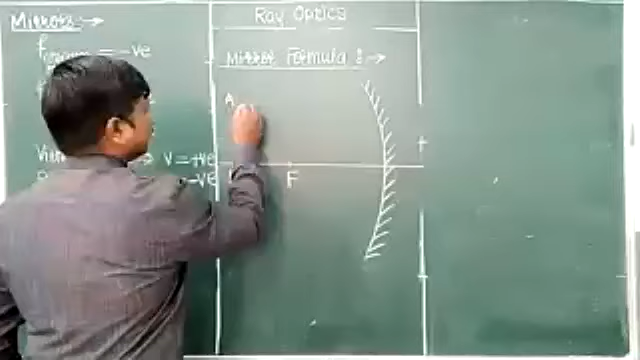 Mirrors :→
Ray Optics
Mirror Formula :→
= -ve
→ V = +ve
-ve
A
F